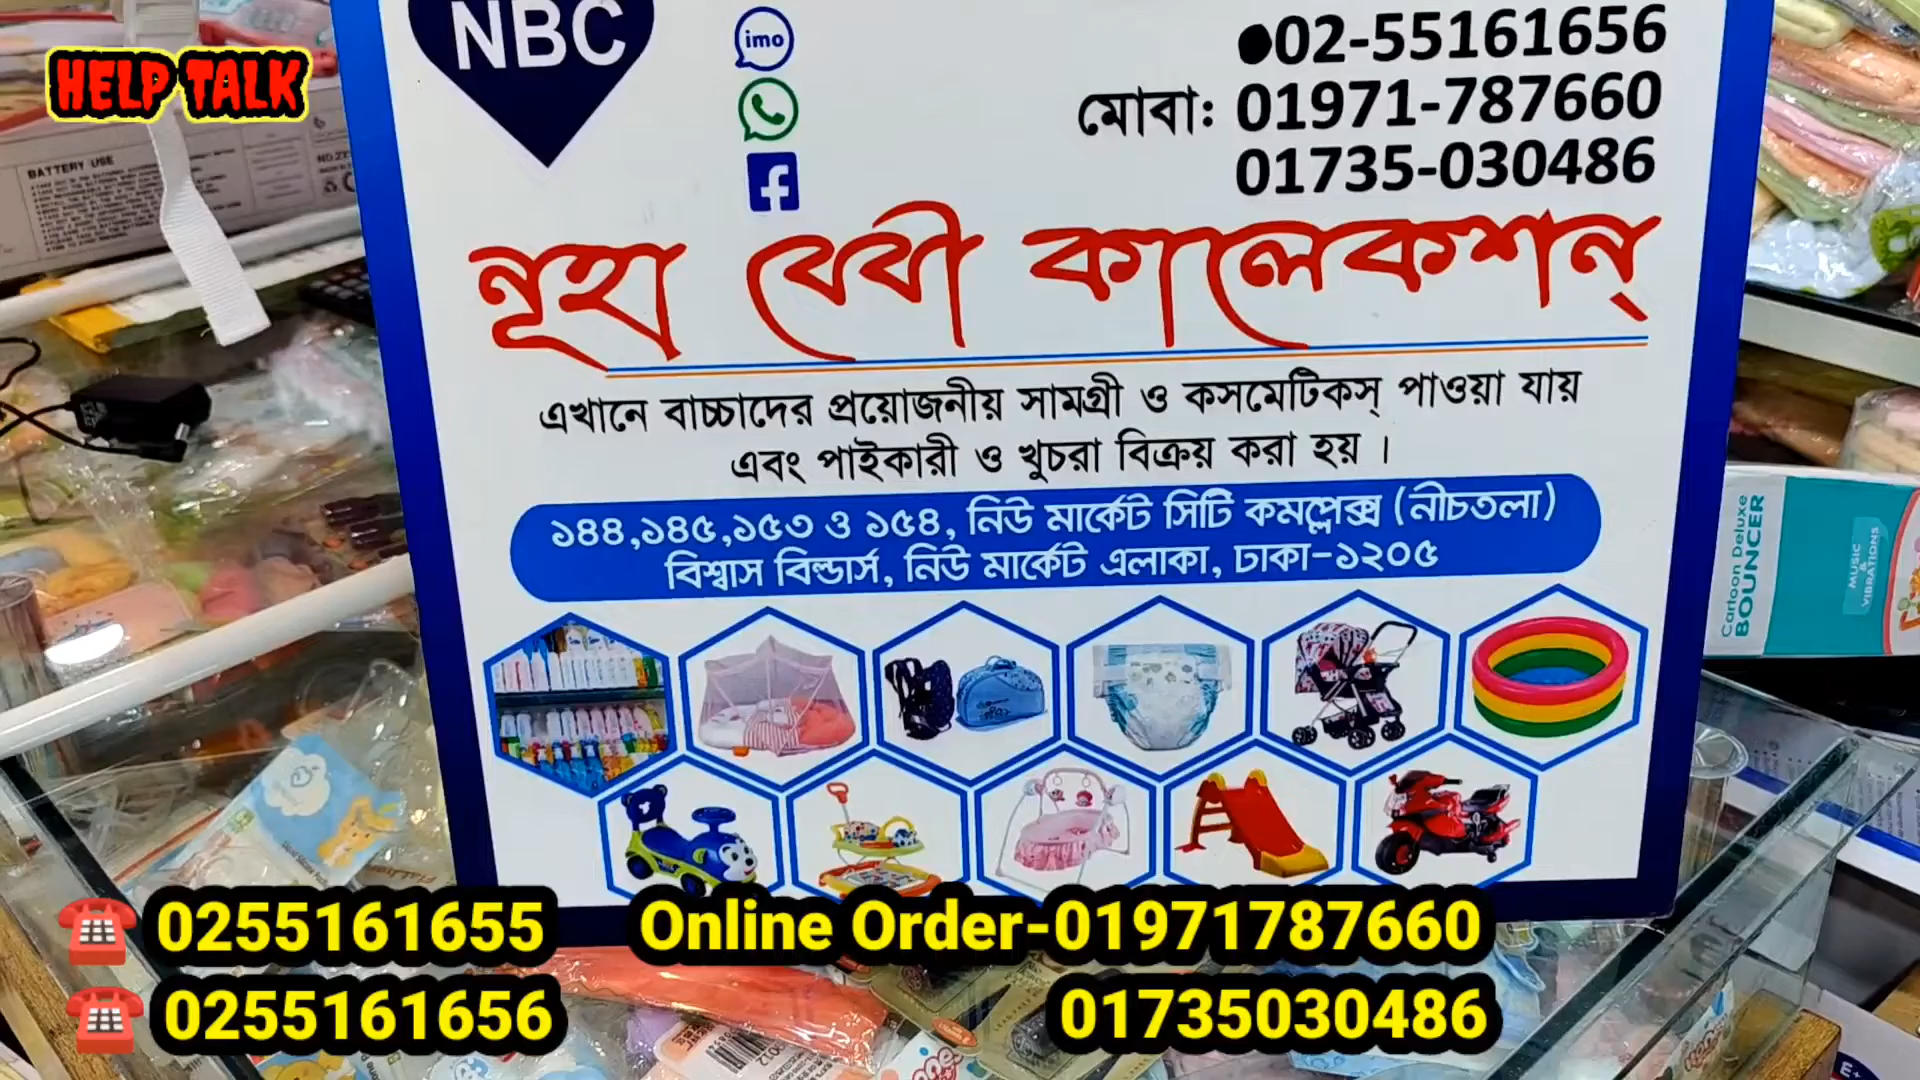 HELP TALK
NBC
imo
02-55161656
মোবা: 01971-787660
01735-030486
নূহা বেবী কালেকশন্
এখানে বাচ্চাদের প্রয়োজনীয় সামগ্রী ও কসমেটিকস্ পাওয়া যায়
এবং পাইকারী ও খুচরা বিক্রয় করা হয় ।
১৪৪,১৪৫,১৫৩ ও ১৫৪, নিউ মার্কেট সিটি কমপ্লেক্স (নীচতলা)
বিশ্বাস বিল্ডার্স, নিউ মার্কেট এলাকা, ঢাকা-১২০৫
BATTERY USE
Cartoon Deluxe
BOUNCER
MUSIC
&
VIBRATIONS
0255161655
Online Order-01971787660
0255161656
01735030486